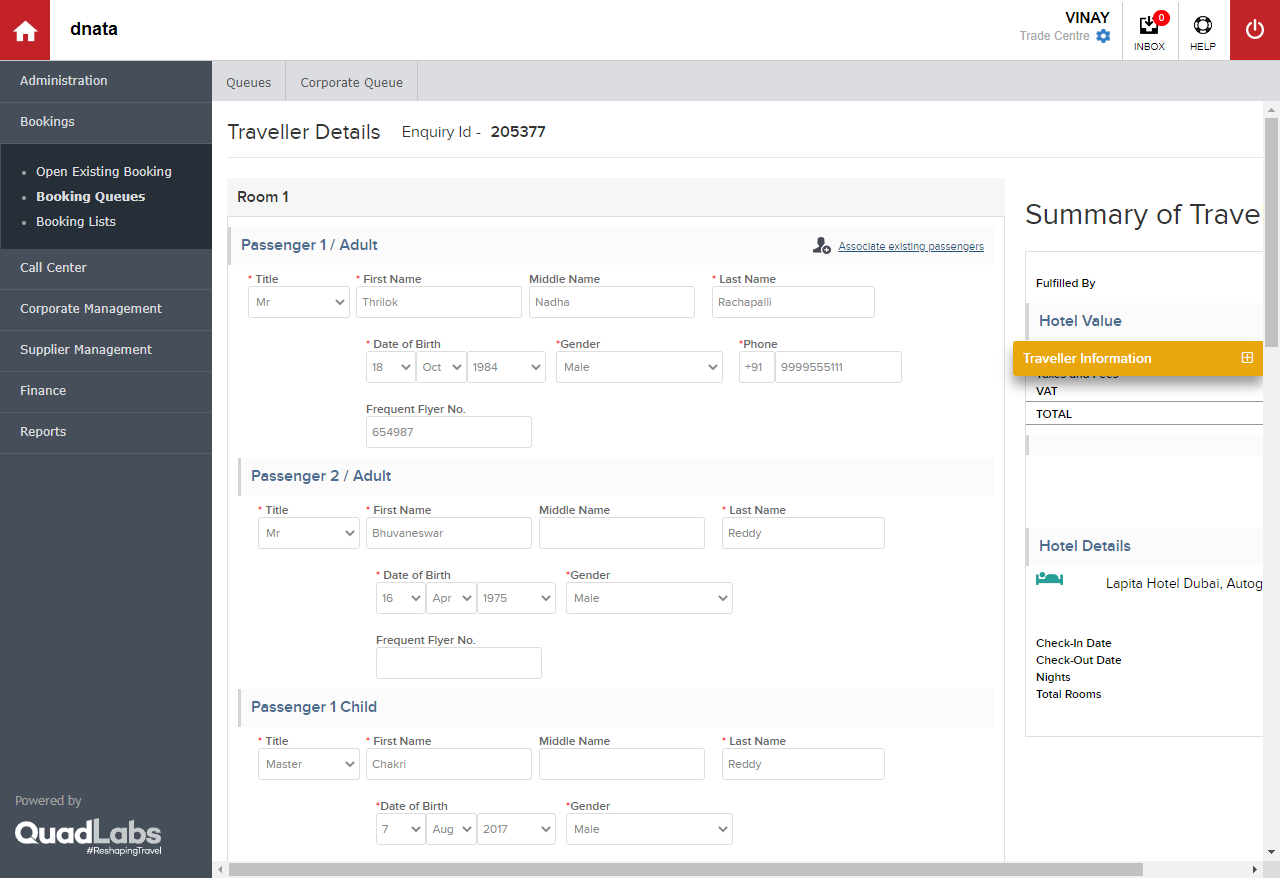 dnata
VINAY
Trade Centre
0
INBOX
HELP
Administration
Bookings
Open Existing Booking
Booking Queues
Booking Lists
Call Center
Corporate Management
Supplier Management
Finance
Reports
Powered by
QuadLabs
#ReshapingTravel
Queues
Corporate Queue
Traveller Details Enquiry Id - 205377
Room 1
Passenger 1 / Adult
Associate existing passengers
* Title * First Name Middle Name * Last Name
Mr Thrilok Nadha Rachapalli
* Date of Birth *Gender *Phone
18 Oct 1984 Male +91 9999555111
Frequent Flyer No.
654987
Passenger 2 / Adult
* Title * First Name Middle Name * Last Name
Mr Bhuvaneswar Reddy
* Date of Birth *Gender
16 Apr 1975 Male
Frequent Flyer No.
Passenger 1 Child
* Title * First Name Middle Name * Last Name
Master Chakri Reddy
*Date of Birth *Gender
7 Aug 2017 Male
Summary of Trave
Fulfilled By
Hotel Value
Traveller Information
Taxes and Fees
VAT
TOTAL
Hotel Details
Lapita Hotel Dubai, Autog
Check-In Date
Check-Out Date
Nights
Total Rooms